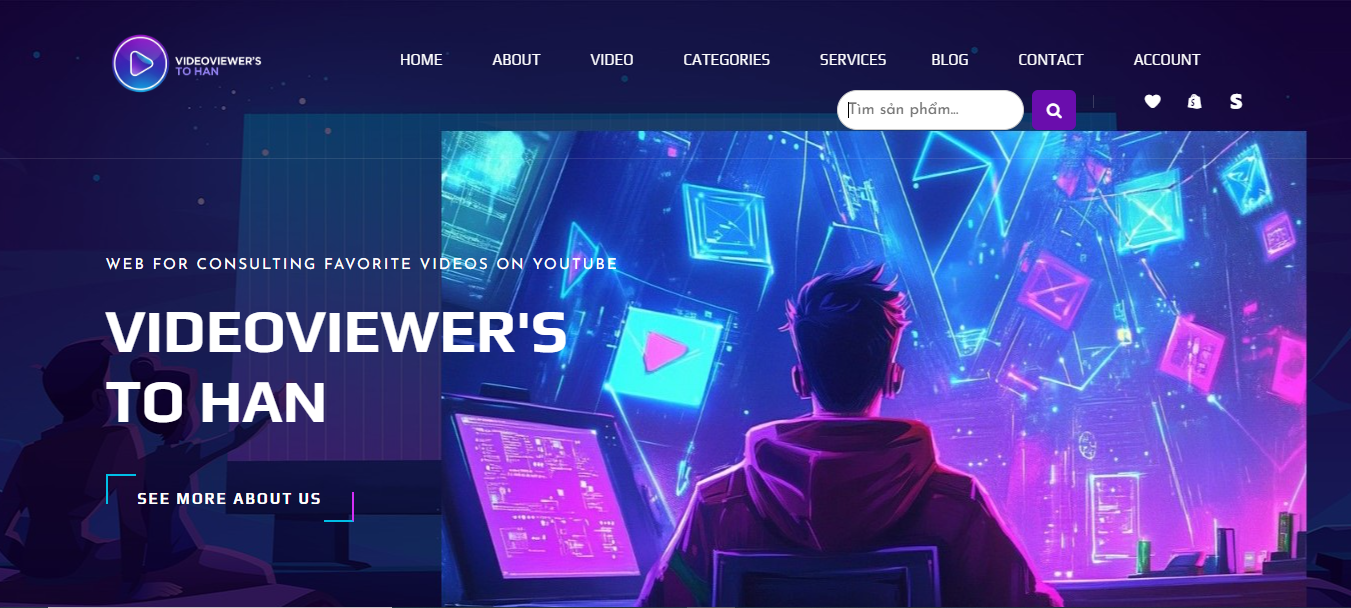 VIDEOVIEWER'S
TO HAN
HOME ABOUT VIDEO CATEGORIES SERVICES BLOG CONTACT ACCOUNT
Tìm sản phẩm...
WEB FOR CONSULTING FAVORITE VIDEOS ON YOUTUBE
VIDEOVIEWER'S
TO HAN
SEE MORE ABOUT US